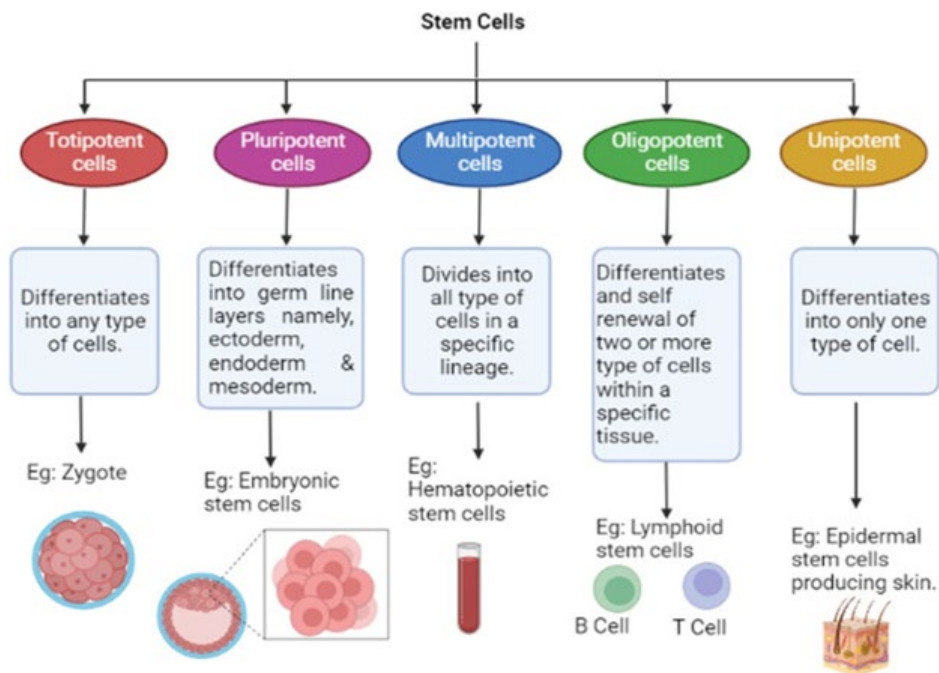 Stem Cells
Totipotent
cells
Pluripotent
cells
Multipotent
cells
Oligopotent
cells
Unipotent
cells
Differentiates
into any type
of cells.
Differentiates
into germ line
layers namely,
ectoderm,
endoderm &
mesoderm.
Divides into
all type of
cells in a
specific
lineage.
Differentiates
and self
renewal of
two or more
type of cells
within a
specific
tissue.
Differentiates
into only one
type of cell.
Eg: Zygote
Eg: Embryonic
stem cells
Eg:
Hematopoietic
stem cells
Eg: Lymphoid
stem cells
B Cell
T Cell
Eg: Epidermal
stem cells
producing skin.